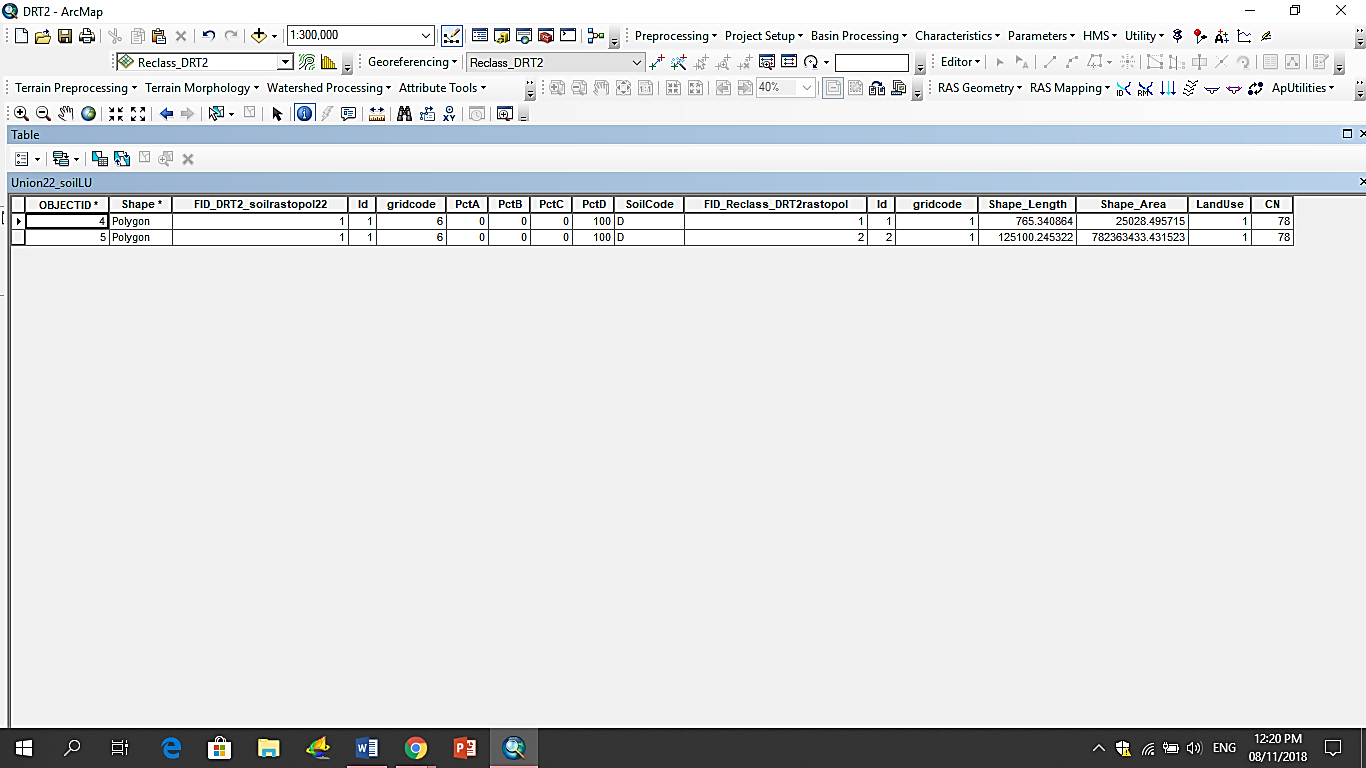 DRT2 - ArcMap
1:300,000 Preprocessing Project Setup Basin Processing Characteristics Parameters HMS Utility
Reclass_DRT2 Georeferencing Reclass_DRT2 Editor
Terrain Preprocessing Terrain Morphology Watershed Processing Attribute Tools 40% RAS Geometry RAS Mapping ID RM ApUtilities
XY
Table
Union22_soilLU
OBJECTID * Shape * FID_DRT2_soilrastopol22 Id gridcode PctA PctB PctC PctD SoilCode FID_Reclass_DRT2rastopol Id gridcode Shape_Length Shape_Area LandUse CN
4 Polygon 1 1 6 0 0 0 100 D 1 1 1 765.340864 25028.495715 1 78
5 Polygon 1 1 6 0 0 0 100 D 2 2 1 125100.245322 782363433.431523 1 78
ENG 12:20 PM
08/11/2018